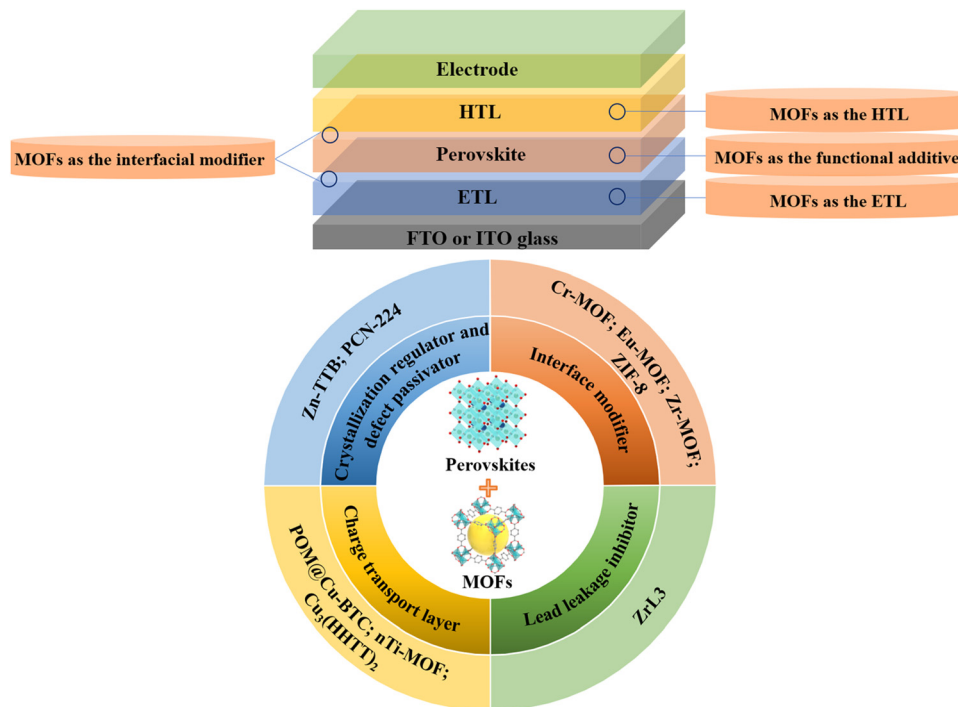 Electrode
HTL
MOFs as the HTL
MOFs as the interfacial modifier
Perovskite
MOFs as the functional additive
ETL
MOFs as the ETL
FTO or ITO glass
Zn-TTB; PCN-224
Crystallization regulator and
defect passivator
Cr-MOF; Eu-MOF; Zr-MOF;
ZIF-8
Interface modifier
Perovskites
+
MOFs
Charge transport layer
POM@Cu-BTC; nTi-MOF;
Cu₃(HHTT)₂
Lead leakage inhibitor
ZrL3